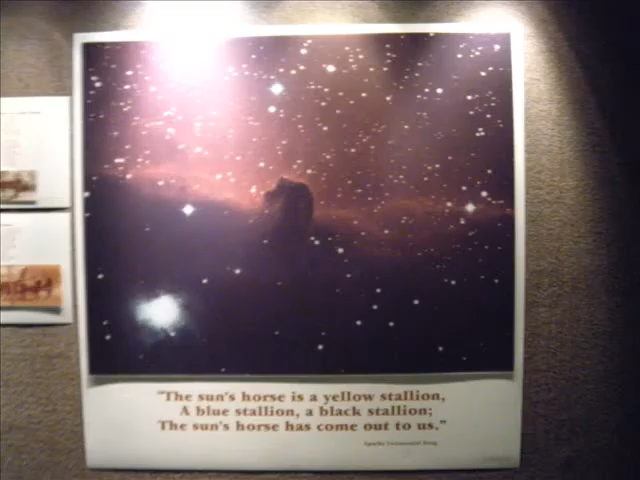 "The sun's horse is a yellow stallion,
A blue stallion, a black stallion;
The sun's horse has come out to us."
Apache Ceremonial Song